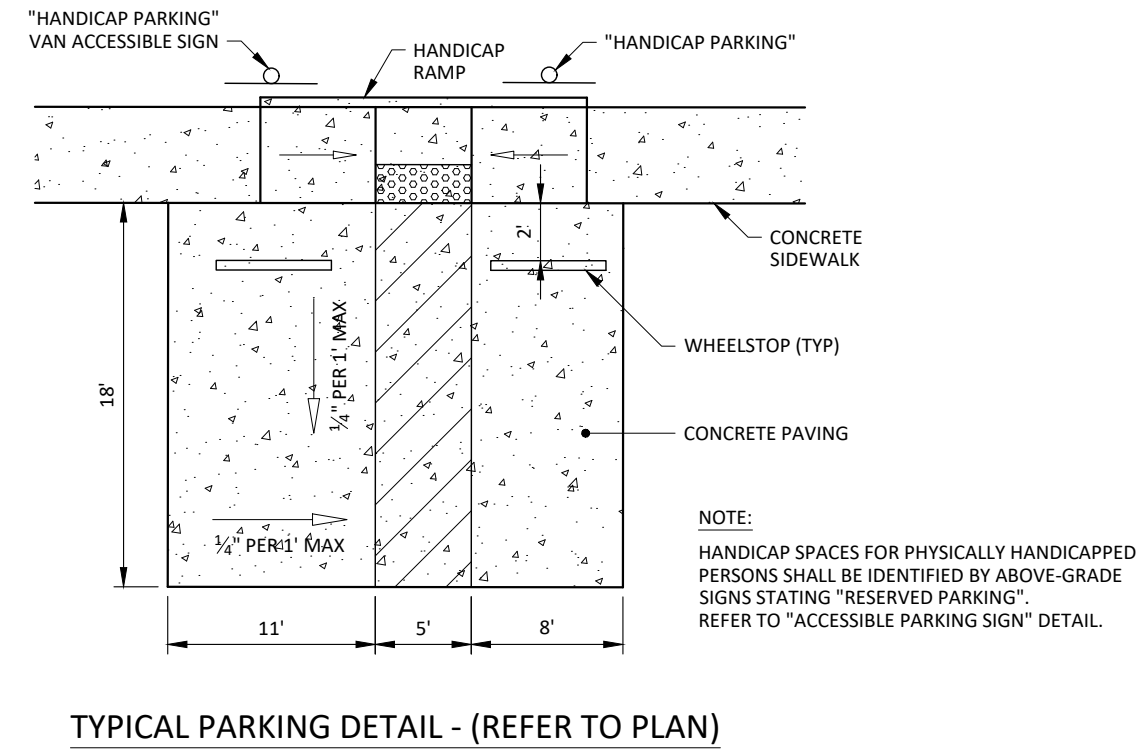 "HANDICAP PARKING"
VAN ACCESSIBLE SIGN
HANDICAP
RAMP
"HANDICAP PARKING"
2'
CONCRETE
SIDEWALK
WHEELSTOP (TYP)
18'
¼" PER 1' MAX
CONCRETE PAVING
¼" PER 1' MAX
NOTE:
HANDICAP SPACES FOR PHYSICALLY HANDICAPPED
PERSONS SHALL BE IDENTIFIED BY ABOVE-GRADE
SIGNS STATING "RESERVED PARKING".
REFER TO "ACCESSIBLE PARKING SIGN" DETAIL.
11'
5'
8'
TYPICAL PARKING DETAIL - (REFER TO PLAN)